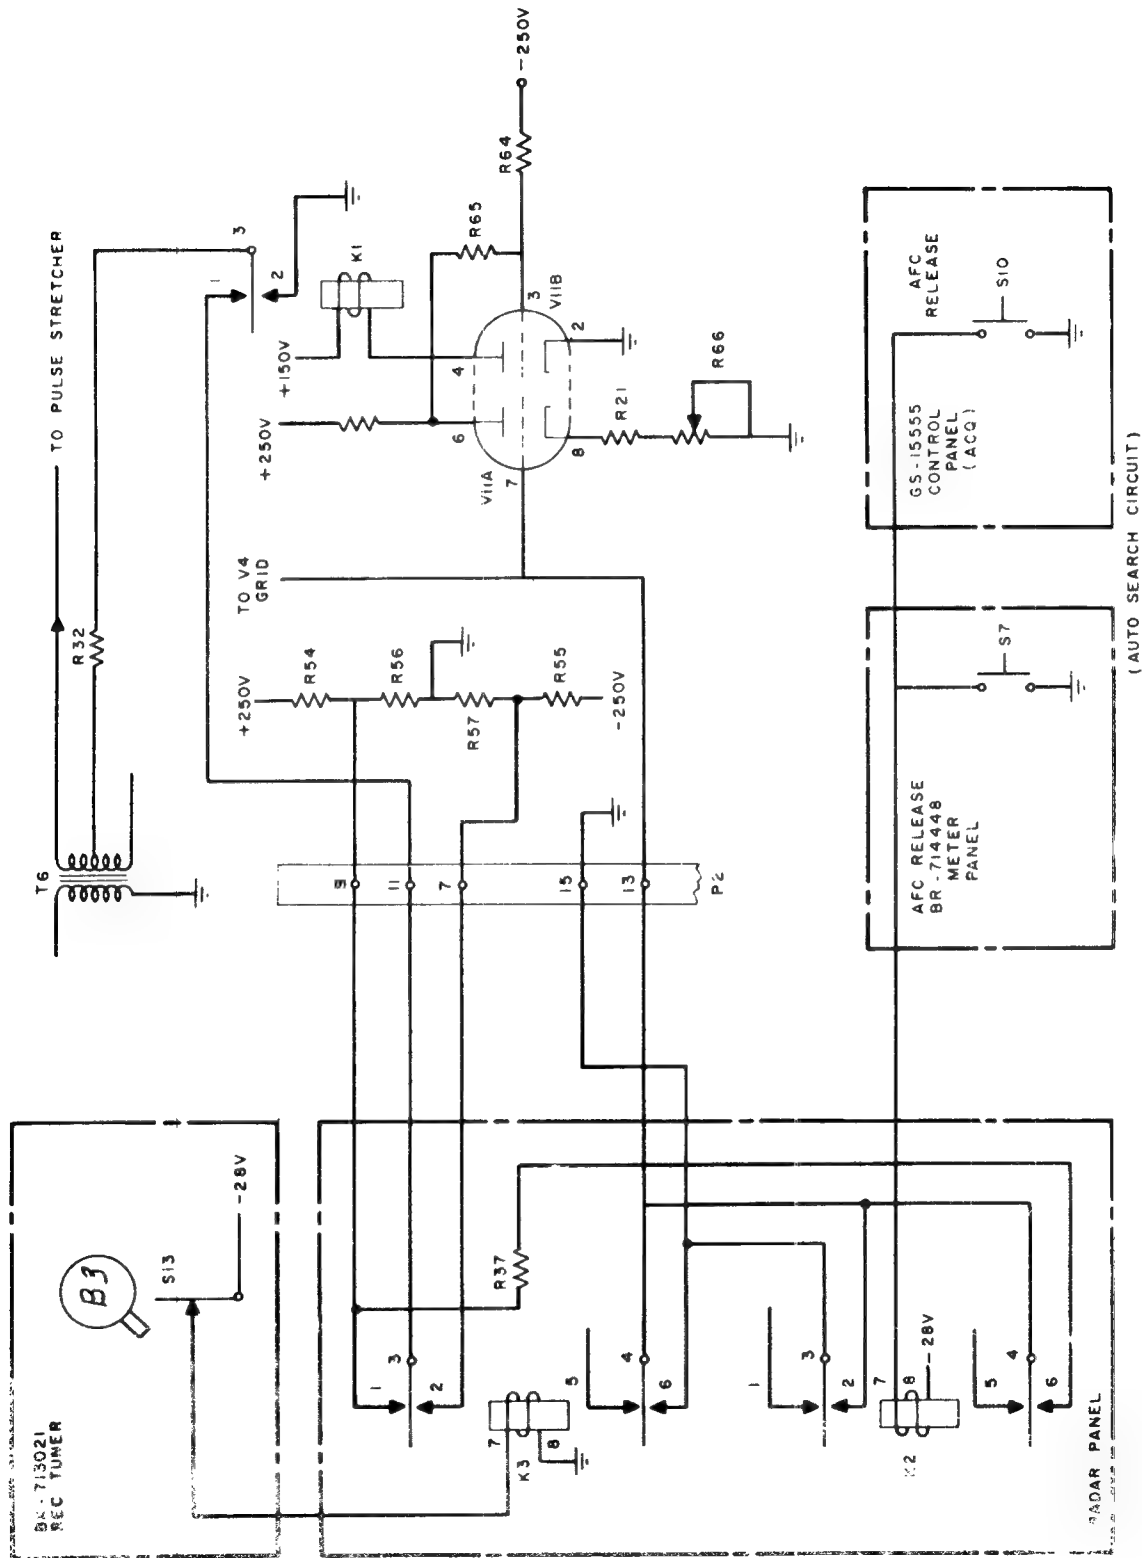 TO PULSE STRETCHER
T6
R32
3
1
2
K1
+150V
+250V
R65
R64
-250V
4
6
3
V11B
V11A
7
2
8
R21
R66
TO V4
GRID
+250V
R54
R56
R57
R55
-250V
11
7
15
13
P2
REC TUNER
B3
S13
-28V
R37
1
3
2
7
8
K3
5
4
6
1
3
2
7
8
-28V
K2
5
4
6
RADAR PANEL
AFC RELEASE
BR-714448
METER
PANEL
S7
GS-15555
CONTROL
PANEL
(ACQ)
AFC
RELEASE
S10
(AUTO SEARCH CIRCUIT)